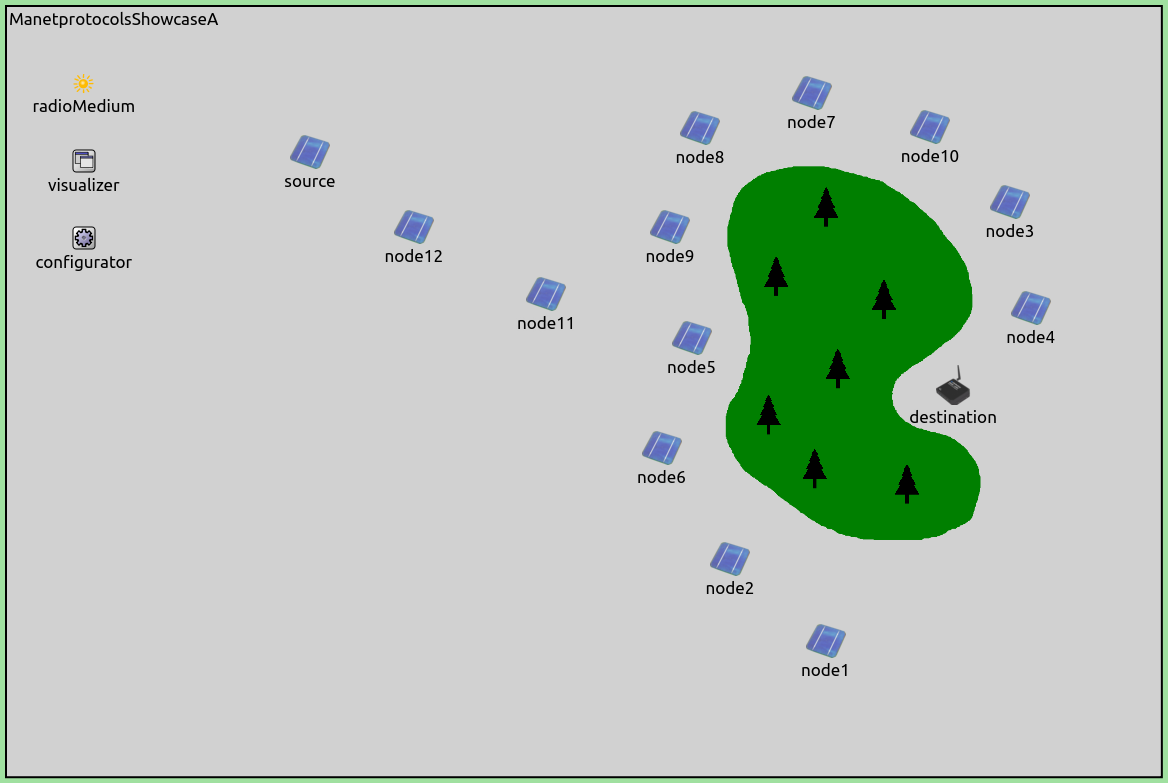 ManetprotocolsShowcaseA
radioMedium
visualizer
configurator
source
node12
node11
node8
node7
node10
node9
node3
node5
node4
destination
node6
node2
node1